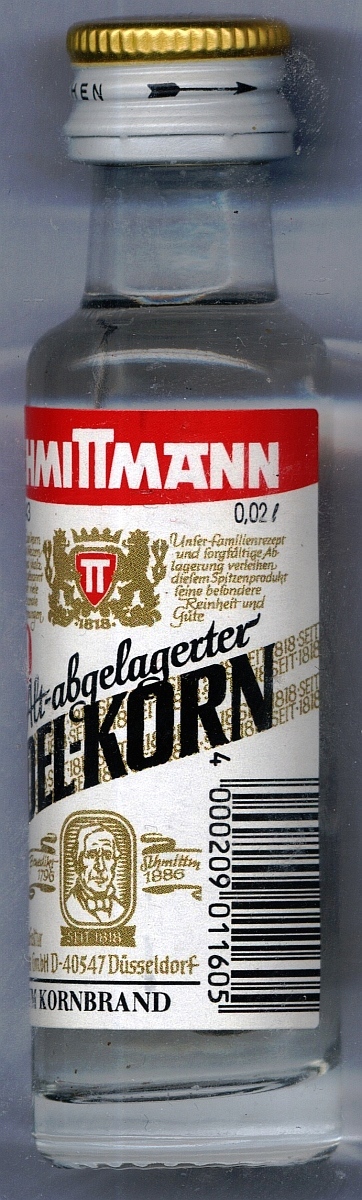 HEN
HMITTMANN
0,02 ℓ
Unser Familienrezept
und sorgfältige Ab-
lagerung verleihen
diesem Spitzenprodukt
seine besondere
Reinheit und
Güte
TT
·1818·
Alt-abgelagerter
DEL-KORN
1818·SEIT
SEIT·1818
1796
Schmittm
1886
SEIT 1818
GmbH D-40547 Düsseldorf
% KORNBRAND
4 000209 011605